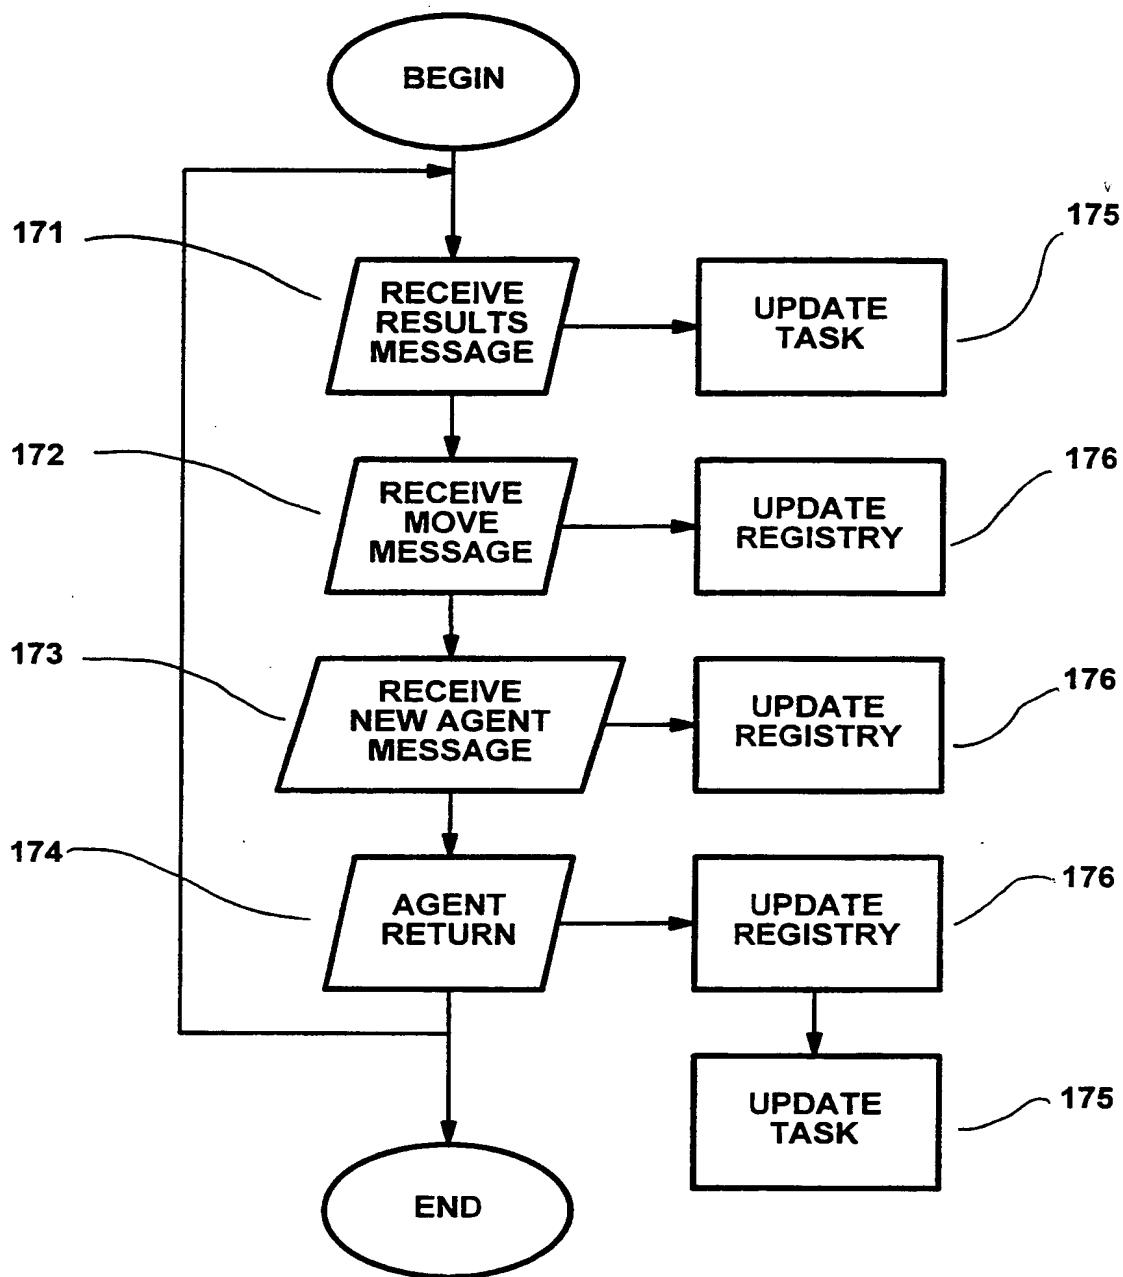 BEGIN
171
RECEIVE
RESULTS
MESSAGE
UPDATE
TASK
175
172
RECEIVE
MOVE
MESSAGE
UPDATE
REGISTRY
176
173
RECEIVE
NEW AGENT
MESSAGE
UPDATE
REGISTRY
176
174
AGENT
RETURN
UPDATE
REGISTRY
176
UPDATE
TASK
175
END